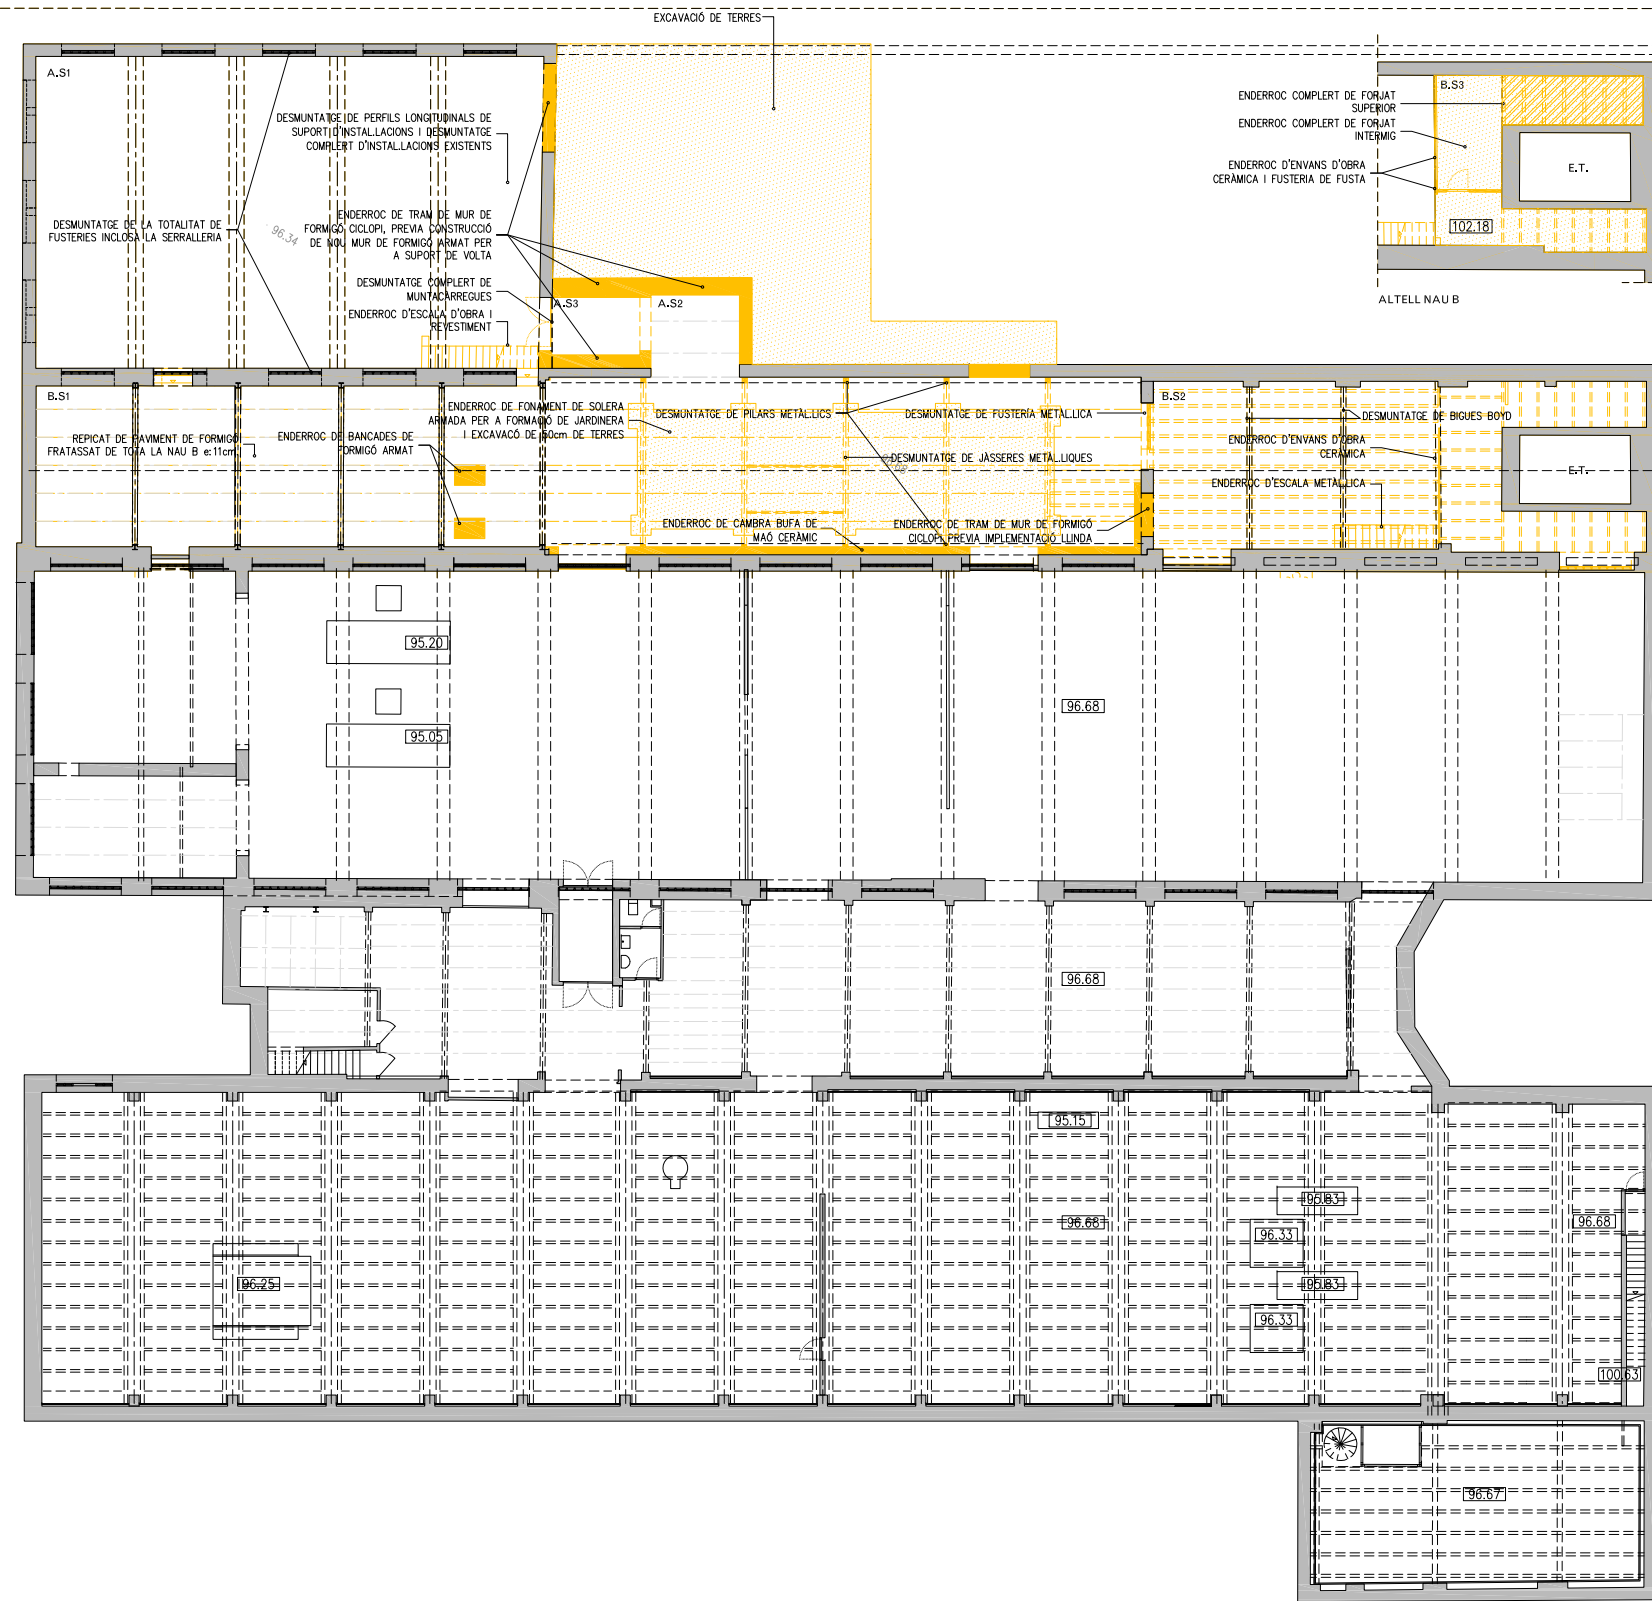 EXCAVACIÓ DE TERRES
A.S1
DESMUNTATGE DE PERFILS LONGITUDINALS DE
SUPORT D'INSTAL.LACIONS I DESMUNTATGE
COMPLERT D'INSTAL.LACIONS EXISTENTS
DESMUNTATGE DE LA TOTALITAT DE
FUSTERIES INCLOSA LA SERRALLERIA
96.34
ENDERROC DE TRAM DE MUR DE
FORMIGÓ CICLOPI, PREVIA CONSTRUCCIÓ
DE NOU MUR DE FORMIGÓ ARMAT PER
A SUPORT DE VOLTA
DESMUNTATGE COMPLERT DE
MUNTACÀRREGUES
ENDERROC D'ESCALA D'OBRA I
REVESTIMENT
A.S3
A.S2
ENDERROC COMPLERT DE FORJAT
SUPERIOR
ENDERROC COMPLERT DE FORJAT
INTERMIG
ENDERROC D'ENVANS D'OBRA
CERÀMICA I FUSTERIA DE FUSTA
B.S3
E.T.
102.18
ALTELL NAU B
B.S1
REPICAT DE PAVIMENT DE FORMIGÓ
FRATASSAT DE TOTA LA NAU B e:11cm
ENDERROC DE BANCADES DE
FORMIGÓ ARMAT
ENDERROC DE FONAMENT DE SOLERA
ARMADA PER A FORMACIÓ DE JARDINERA
I EXCAVACÓ DE 50cm DE TERRES
DESMUNTATGE DE PILARS METÀL.LICS
DESMUNTATGE DE FUSTERÍA METÀL.LICA
DESMUNTATGE DE JÀSSERES METÀL.LIQUES
ENDERROC DE CAMBRA BUFA DE
MAÓ CERÀMIC
ENDERROC DE TRAM DE MUR DE FORMIGÓ
CICLOPI, PREVIA IMPLEMENTACIÓ LLINDA
B.S2
DESMUNTATGE DE BIGUES BOYD
ENDERROC D'ENVANS D'OBRA
CERÀMICA
ENDERROC D'ESCALA METÀL.LICA
E.T.
95.20
95.05
96.68
96.68
95.15
96.68
95.83
96.33
95.83
96.33
96.68
96.25
100.63
96.67